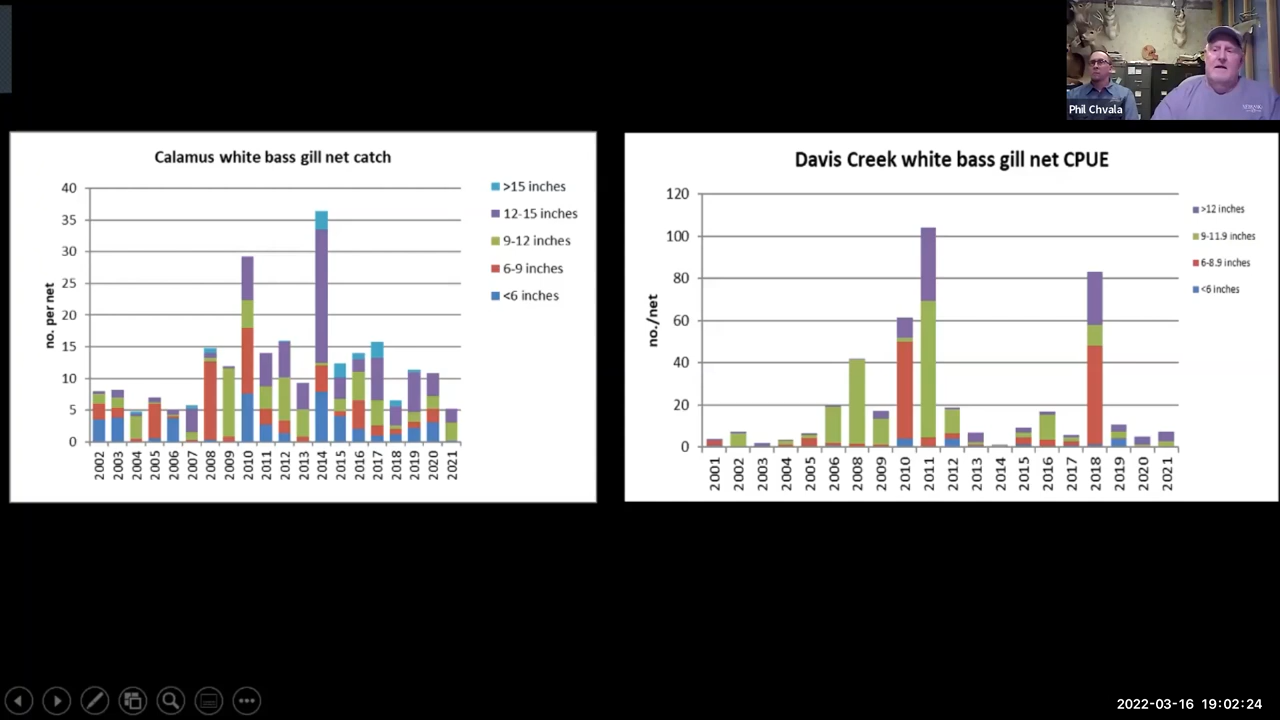 Phil Chvala
Calamus white bass gill net catch
40
35
30
25
20
15
10
5
0
no. per net
2002 2003 2004 2005 2006 2007 2008 2009 2010 2011 2012 2013 2014 2015 2016 2017 2018 2019 2020 2021
>15 inches
12-15 inches
9-12 inches
6-9 inches
<6 inches
Davis Creek white bass gill net CPUE
120
100
80
60
40
20
0
no./net
2001 2002 2003 2004 2005 2006 2008 2009 2010 2011 2012 2013 2014 2015 2016 2017 2018 2019 2020 2021
>12 inches
9-11.9 inches
6-8.9 inches
<6 inches
2022-03-16 19:02:24